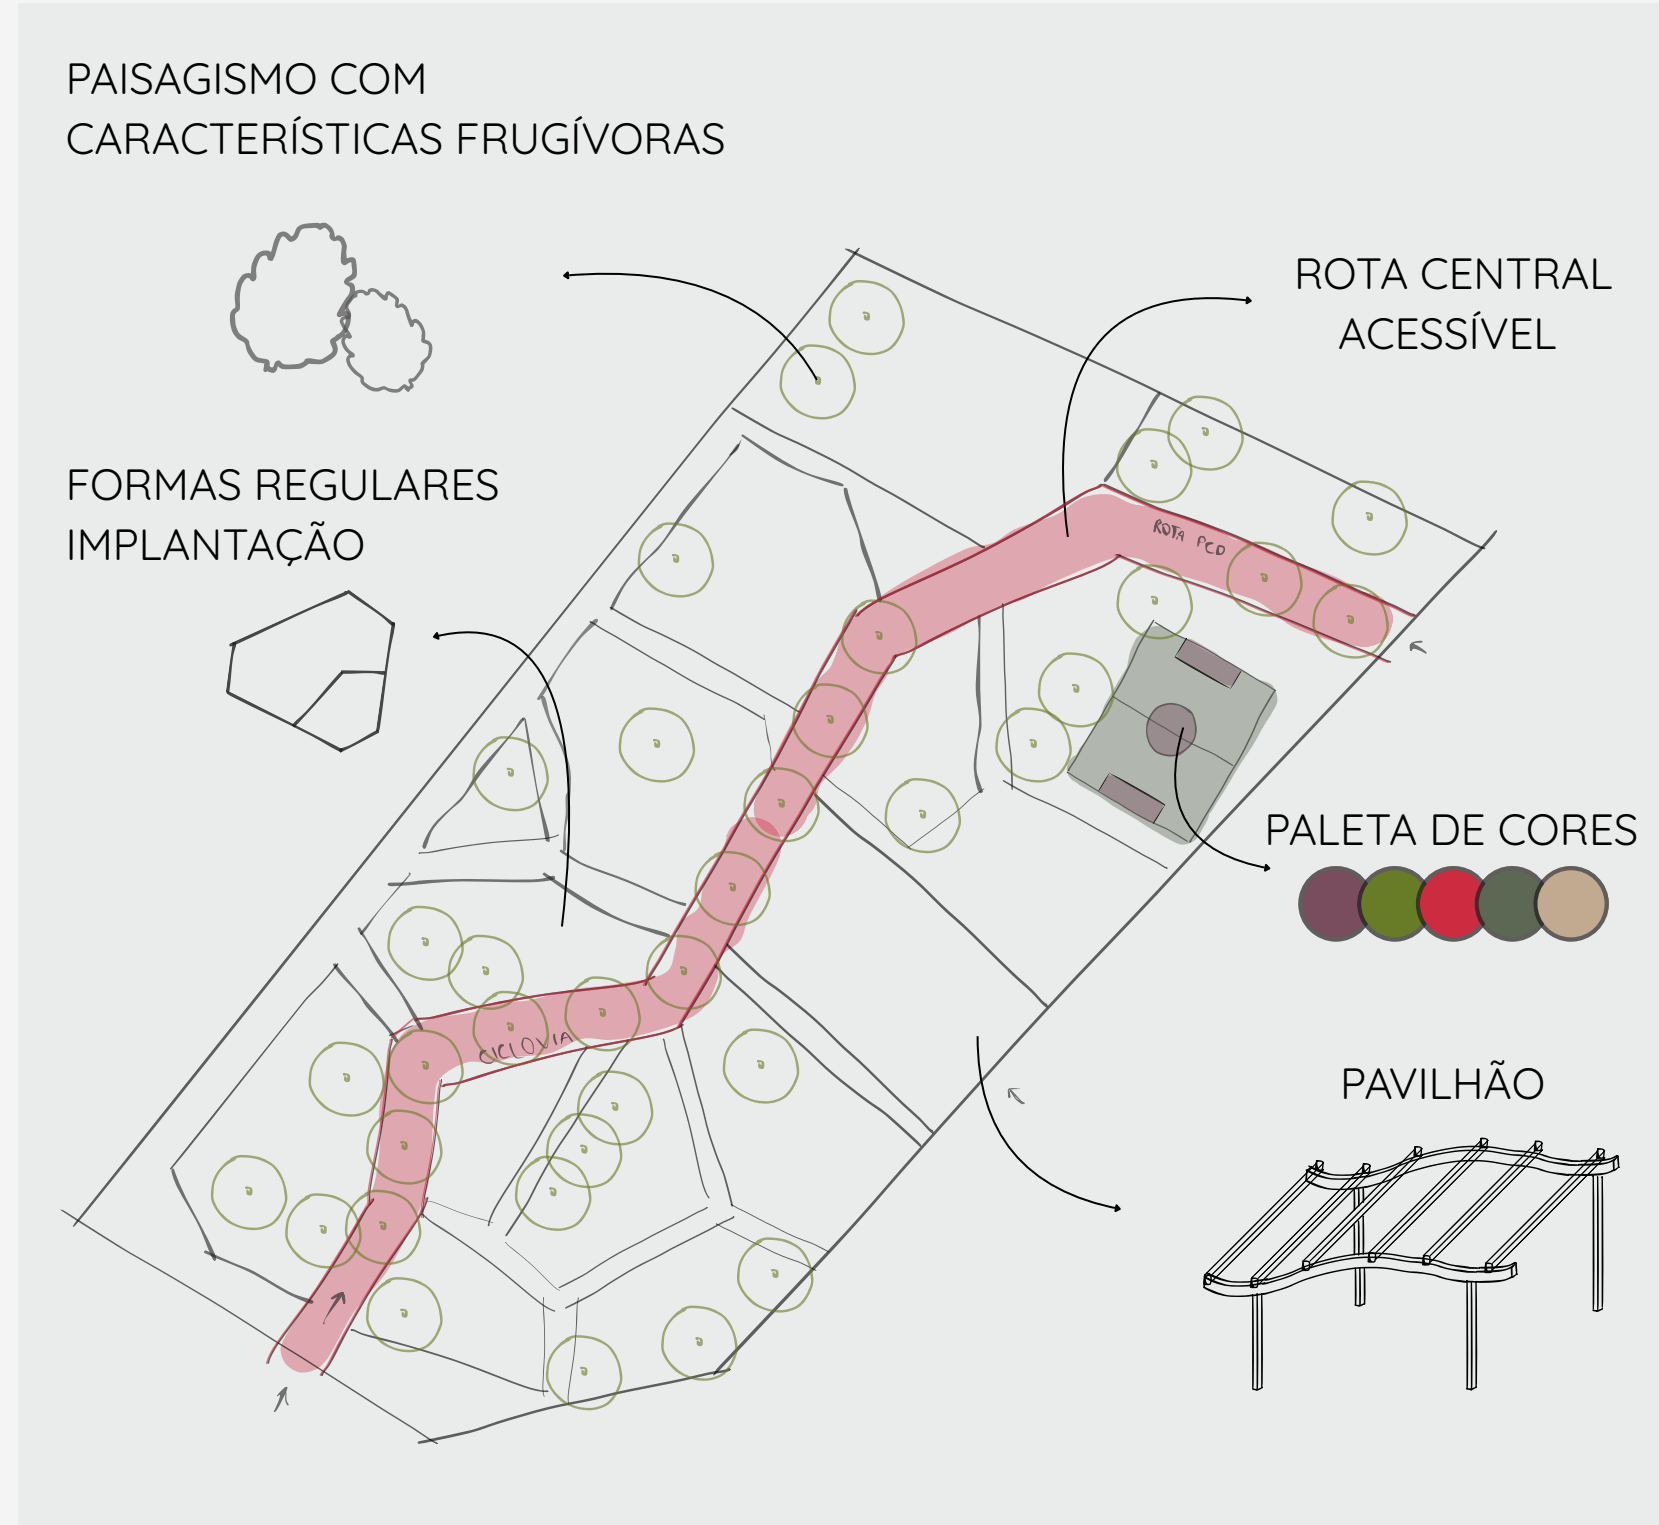 PAISAGISMO COM
CARACTERÍSTICAS FRUGÍVORAS
ROTA CENTRAL
ACESSÍVEL
FORMAS REGULARES
IMPLANTAÇÃO
ROTA PCD
PALETA DE CORES
CICLOVIA
PAVILHÃO